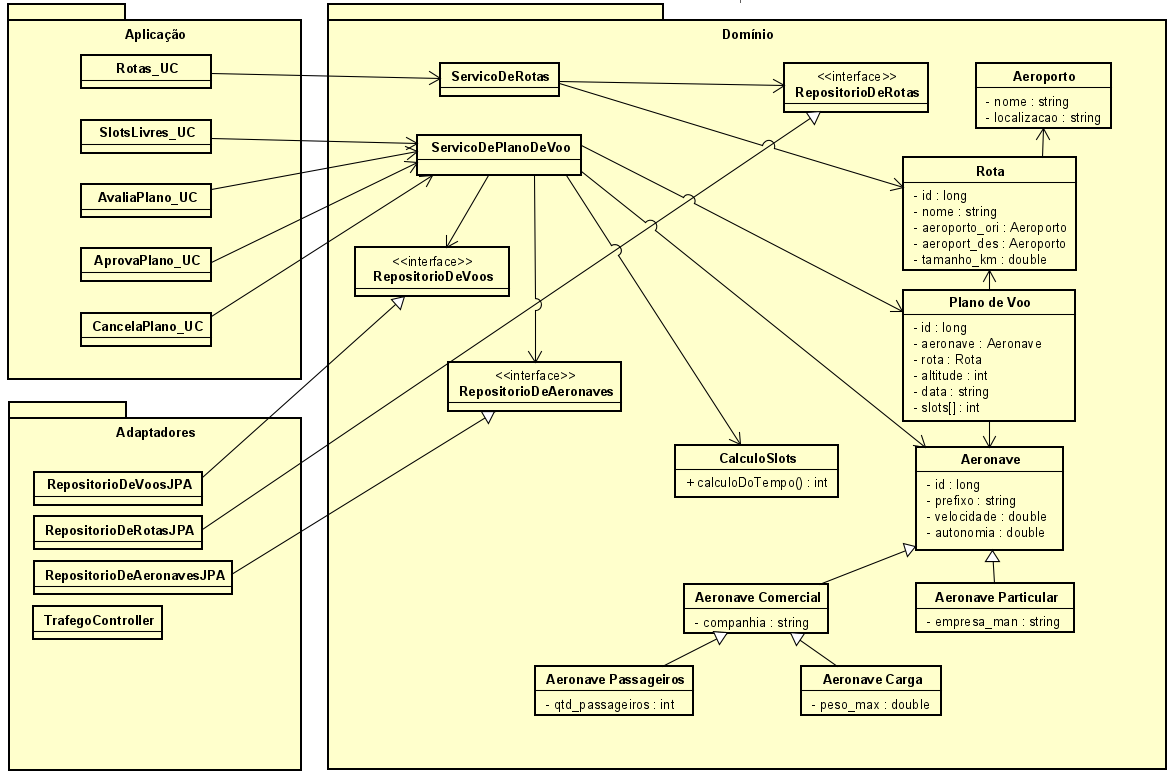 Aplicação
Rotas_UC
SlotsLivres_UC
AvaliaPlano_UC
AprovaPlano_UC
CancelaPlano_UC
Adaptadores
RepositorioDeVoosJPA
RepositorioDeRotasJPA
RepositorioDeAeronavesJPA
TrafegoController
Domínio
ServicoDeRotas
<<interface>>
RepositorioDeRotas
Aeroporto
- nome : string
- localizacao : string
ServicoDePlanoDeVoo
Rota
- id : long
- nome : string
- aeroporto_ori : Aeroporto
- aeroport_des : Aeroporto
- tamanho_km : double
<<interface>>
RepositorioDeVoos
Plano de Voo
- id : long
- aeronave : Aeronave
- rota : Rota
- altitude : int
- data : string
- slots[] : int
<<interface>>
RepositorioDeAeronaves
CalculoSlots
+ calculoDoTempo() : int
Aeronave
- id : long
- prefixo : string
- velocidade : double
- autonomia : double
Aeronave Comercial
- companhia : string
Aeronave Particular
- empresa_man : string
Aeronave Passageiros
- qtd_passageiros : int
Aeronave Carga
- peso_max : double